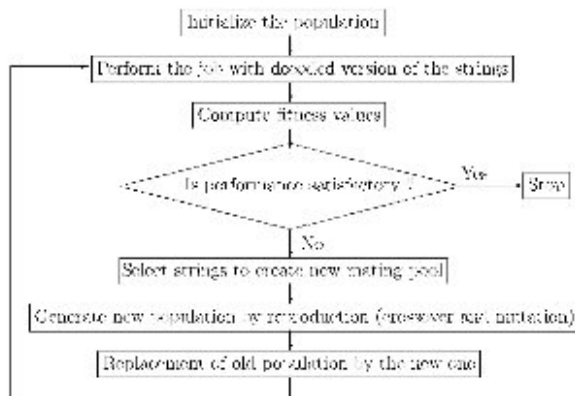 Initialize the population
Perform the job with decoded version of the strings
Compute fitness values
Is performance satisfactory ?
Yes
Stop
No
Select strings to create new mating pool
Generate new population by reproduction (crossover and mutation)
Replacement of old population by the new one